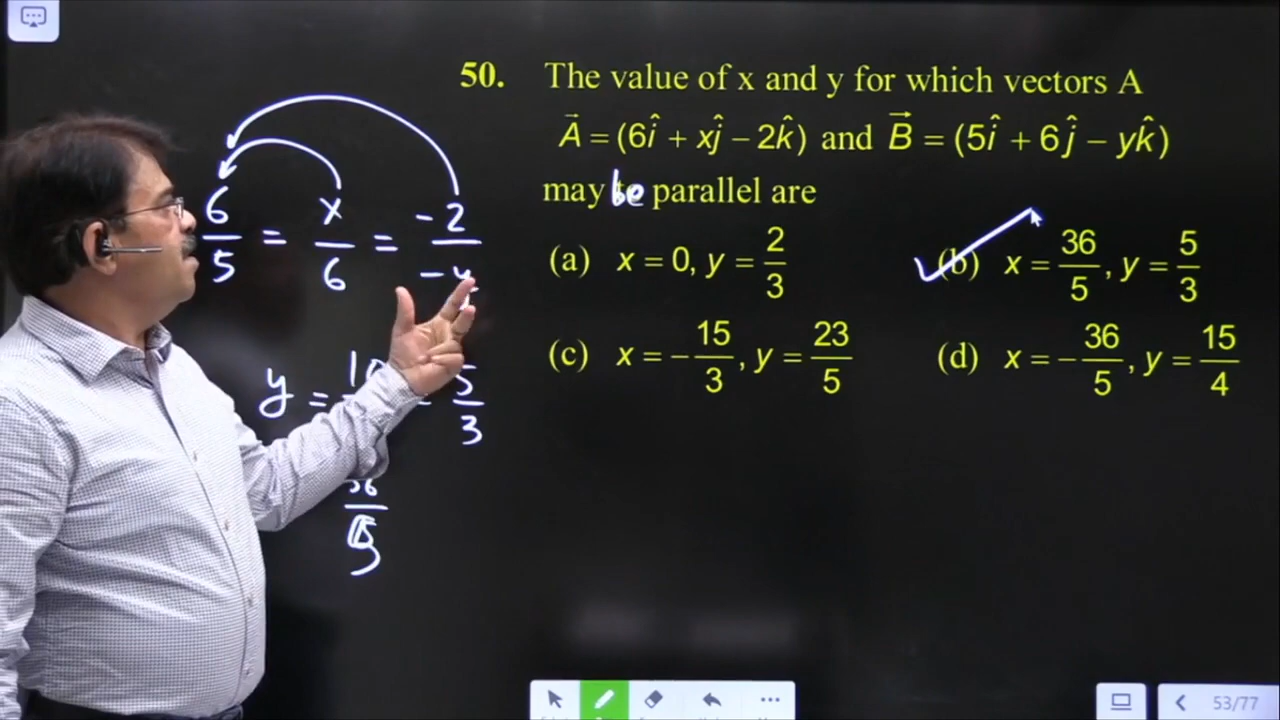 50. The value of x and y for which vectors A
A⃗ = (6î + xĵ – 2k̂) and B⃗ = (5î + 6ĵ – yk̂)
may be parallel are
(a) x = 0, y = 2/3
(b) x = 36/5, y = 5/3
(c) x = –15/3, y = 23/5
(d) x = –36/5, y = 15/4
6/5 = x/6 = -2/-y
y = = 5/3
53/77